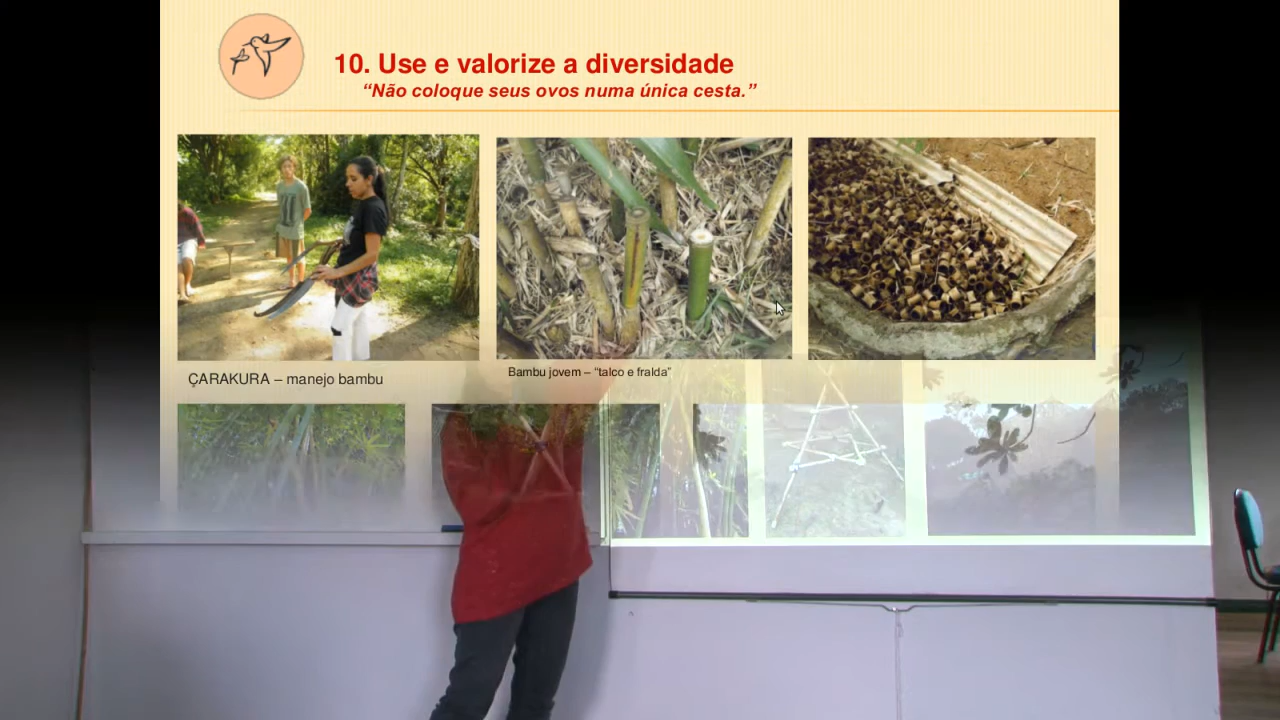 10. Use e valorize a diversidade
“Não coloque seus ovos numa única cesta.”
ÇARAKURA – manejo bambu
Bambu jovem – “talco e fralda”